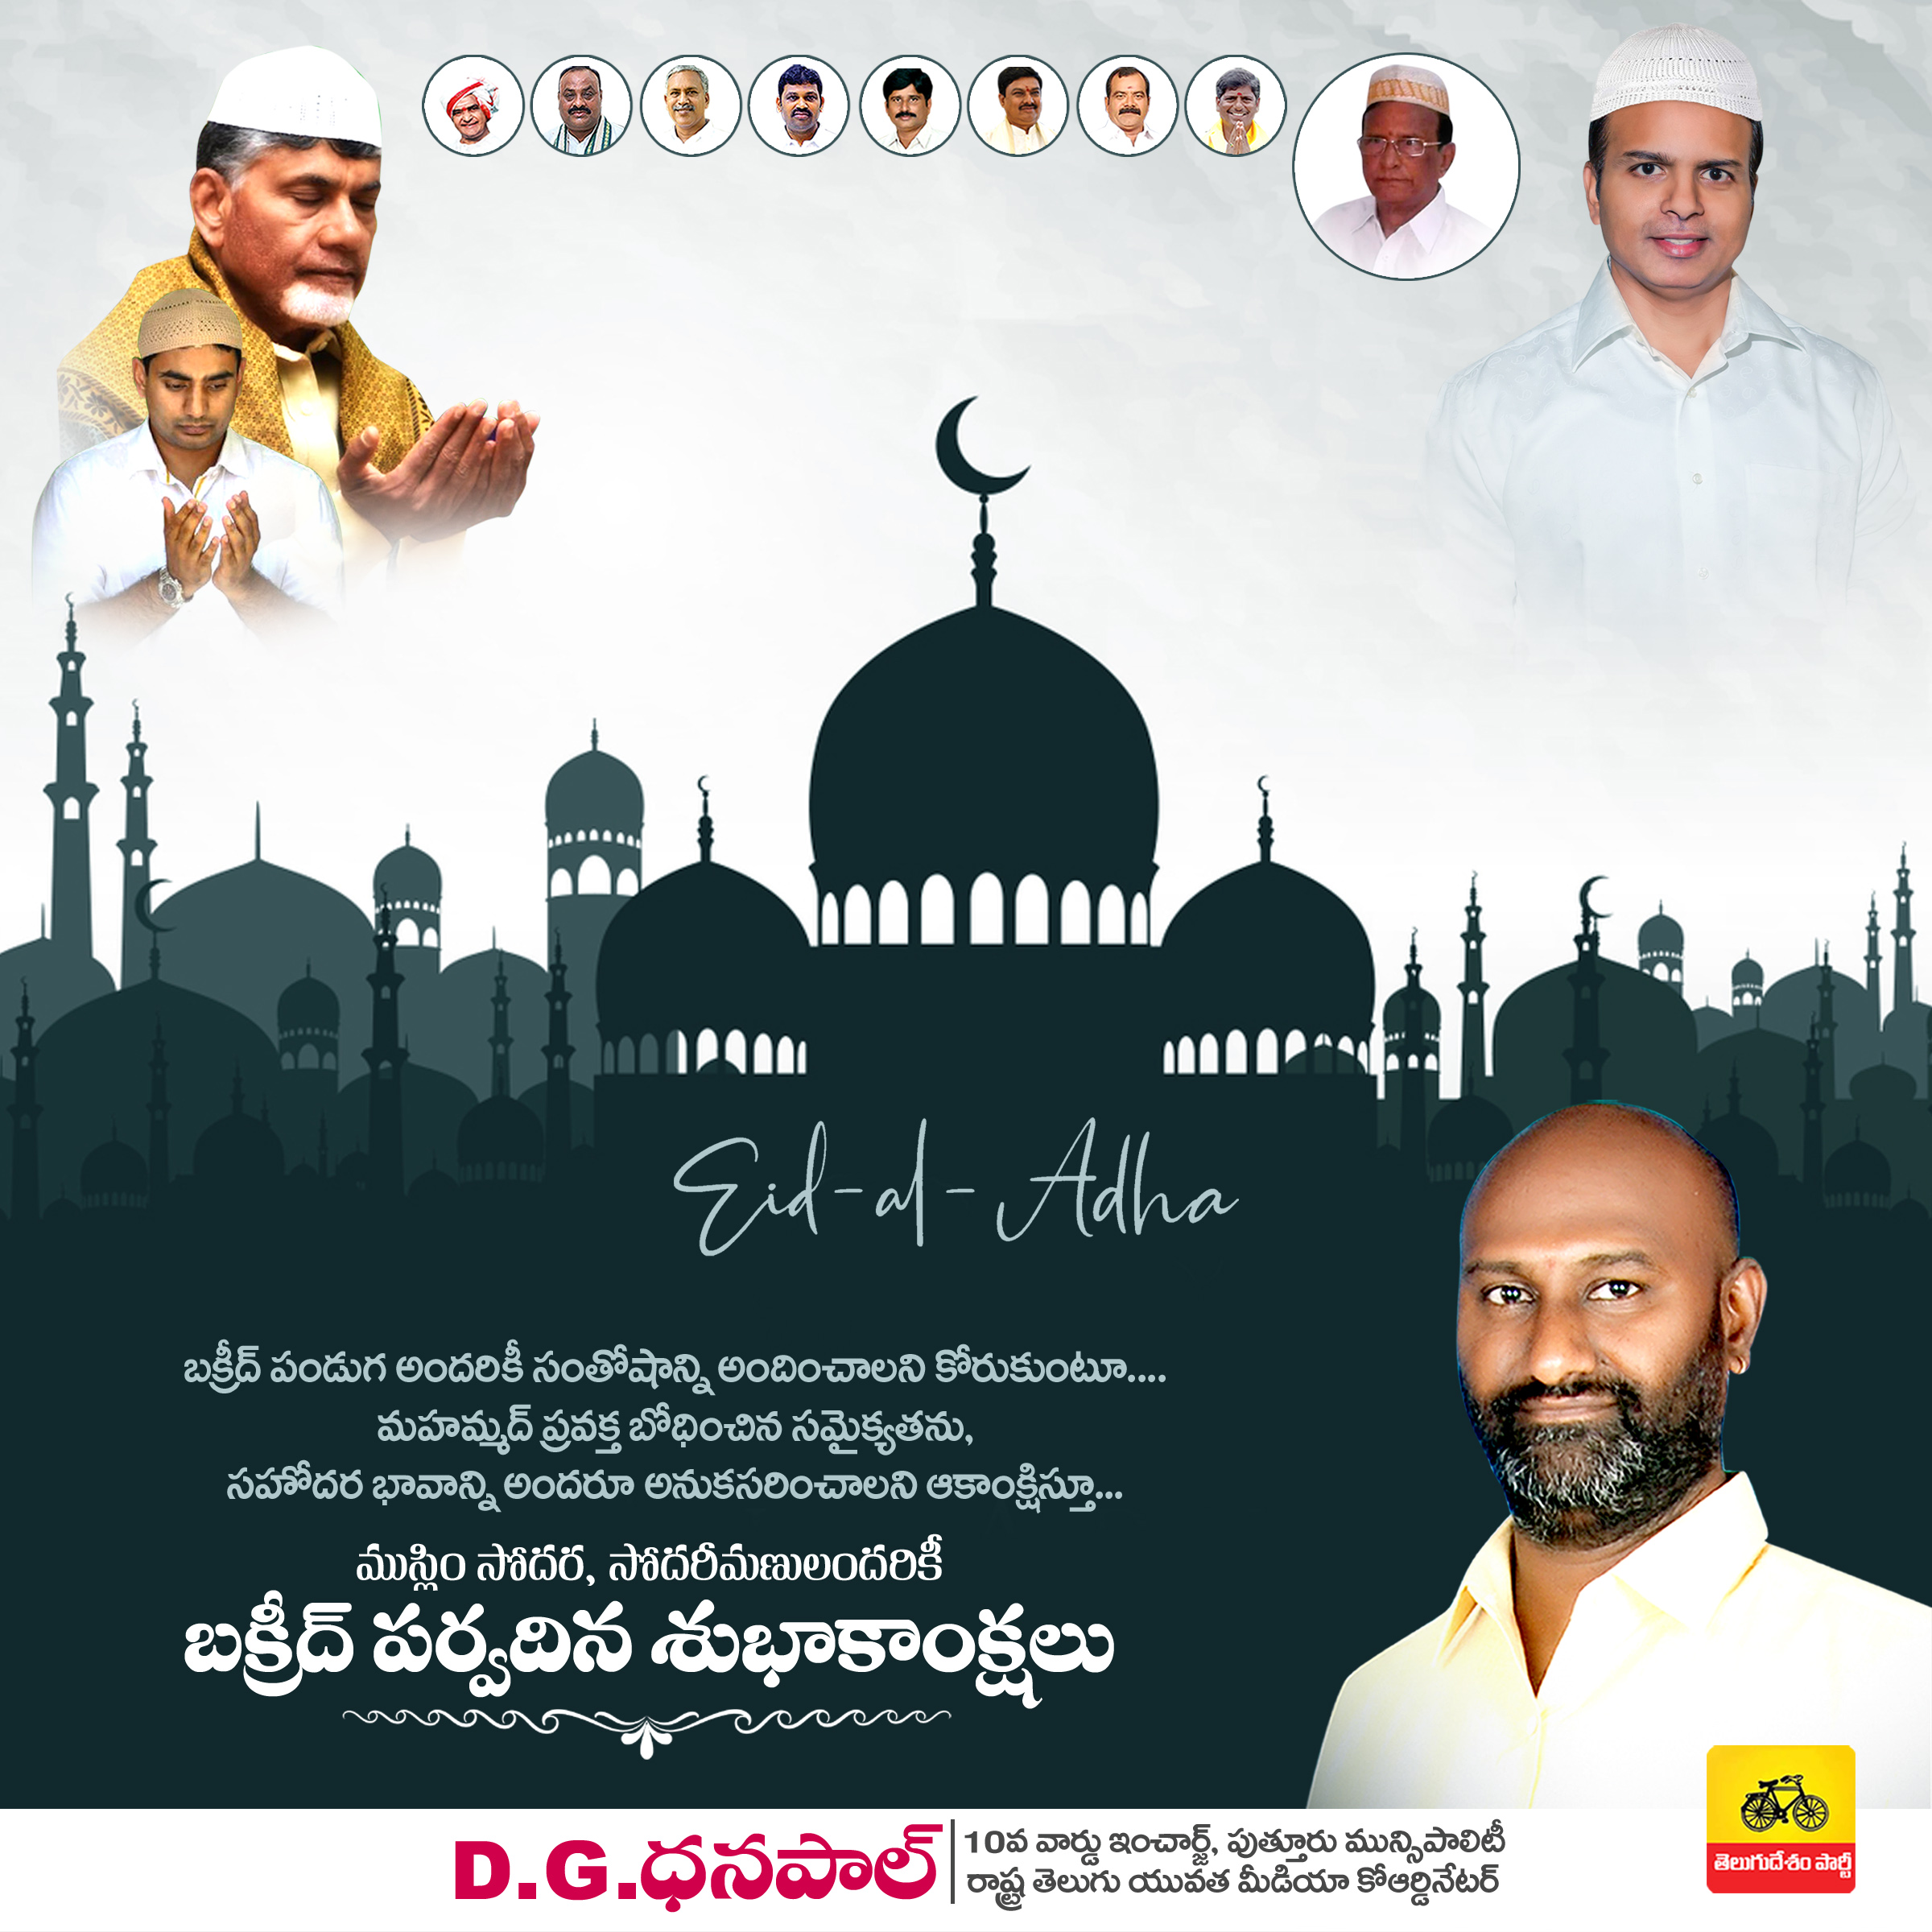 Eid-al-Adha
బక్రీద్ పండుగ అందరికీ సంతోషాన్ని అందించాలని కోరుకుంటూ....
మహమ్మద్ ప్రవక్త బోధించిన సమైక్యతను,
సహోదర భావాన్ని అందరూ అనుకసరించాలని ఆకాంక్షిస్తూ...
ముస్లిం సోదర, సోదరీమణులందరికీ
బక్రీద్ పర్వదిన శుభాకాంక్షలు
D.G.ధనపాల్
10వ వార్డు ఇంచార్జ్, పుత్తూరు మున్సిపాలిటీ
రాష్ట్ర తెలుగు యువత మీడియా కోఆర్డినేటర్
తెలుగుదేశం పార్టీ